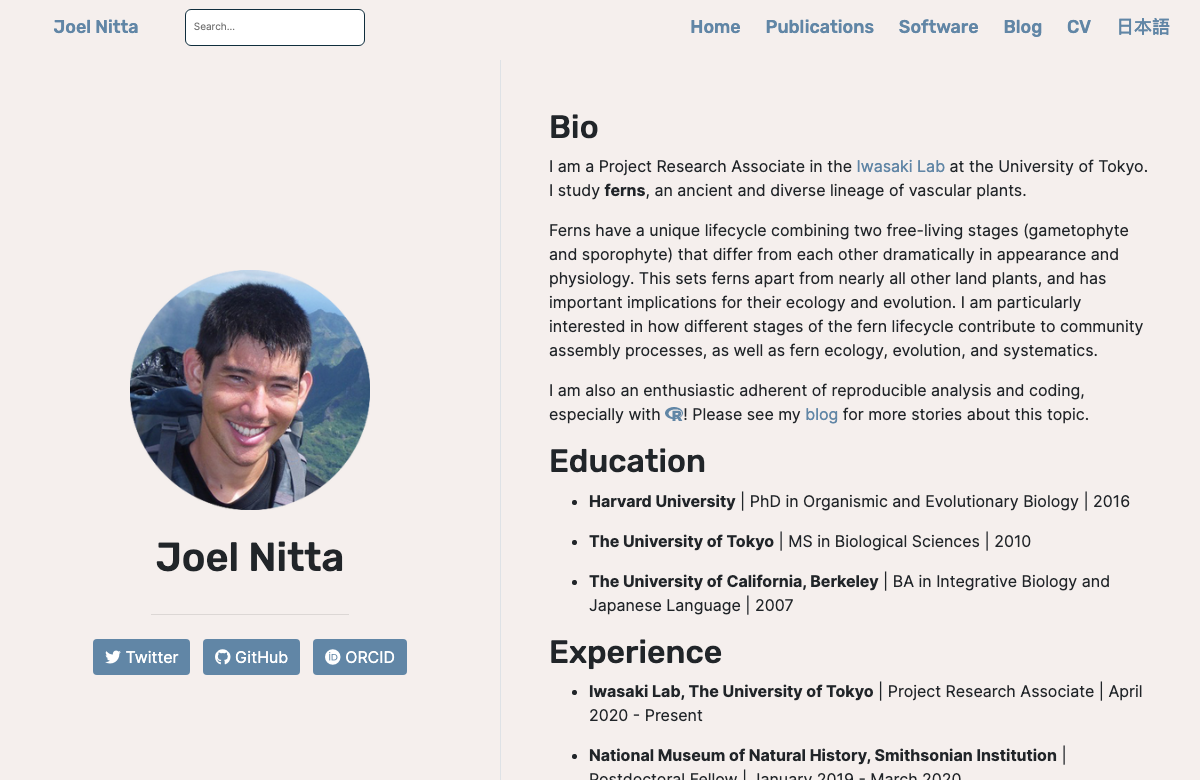 Joel Nitta
Search...
Home Publications Software Blog CV 日本語
Joel Nitta
Twitter GitHub ORCID
Bio
I am a Project Research Associate in the Iwasaki Lab at the University of Tokyo.
I study ferns, an ancient and diverse lineage of vascular plants.
Ferns have a unique lifecycle combining two free-living stages (gametophyte
and sporophyte) that differ from each other dramatically in appearance and
physiology. This sets ferns apart from nearly all other land plants, and has
important implications for their ecology and evolution. I am particularly
interested in how different stages of the fern lifecycle contribute to community
assembly processes, as well as fern ecology, evolution, and systematics.
I am also an enthusiastic adherent of reproducible analysis and coding,
especially with R! Please see my blog for more stories about this topic.
Education
• Harvard University | PhD in Organismic and Evolutionary Biology | 2016
• The University of Tokyo | MS in Biological Sciences | 2010
• The University of California, Berkeley | BA in Integrative Biology and
Japanese Language | 2007
Experience
• Iwasaki Lab, The University of Tokyo | Project Research Associate | April
2020 - Present
• National Museum of Natural History, Smithsonian Institution |
Postdoctoral Fellow | January 2019 - March 2020